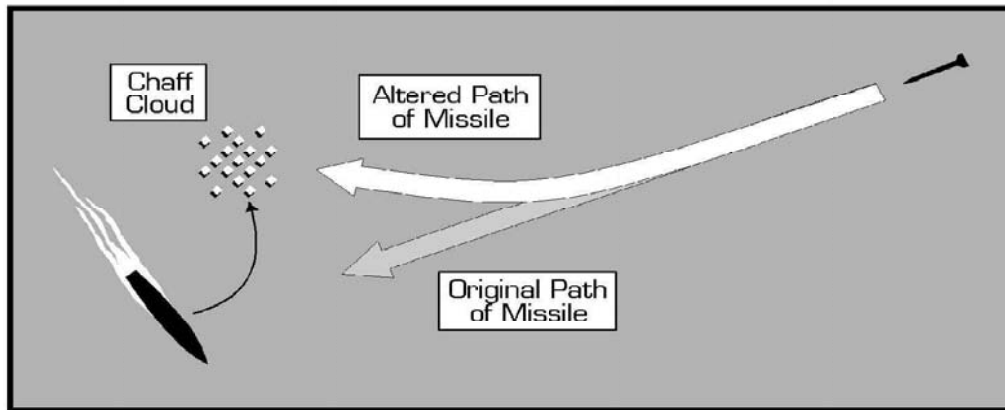 Chaff
Cloud
Altered Path
of Missile
Original Path
of Missile